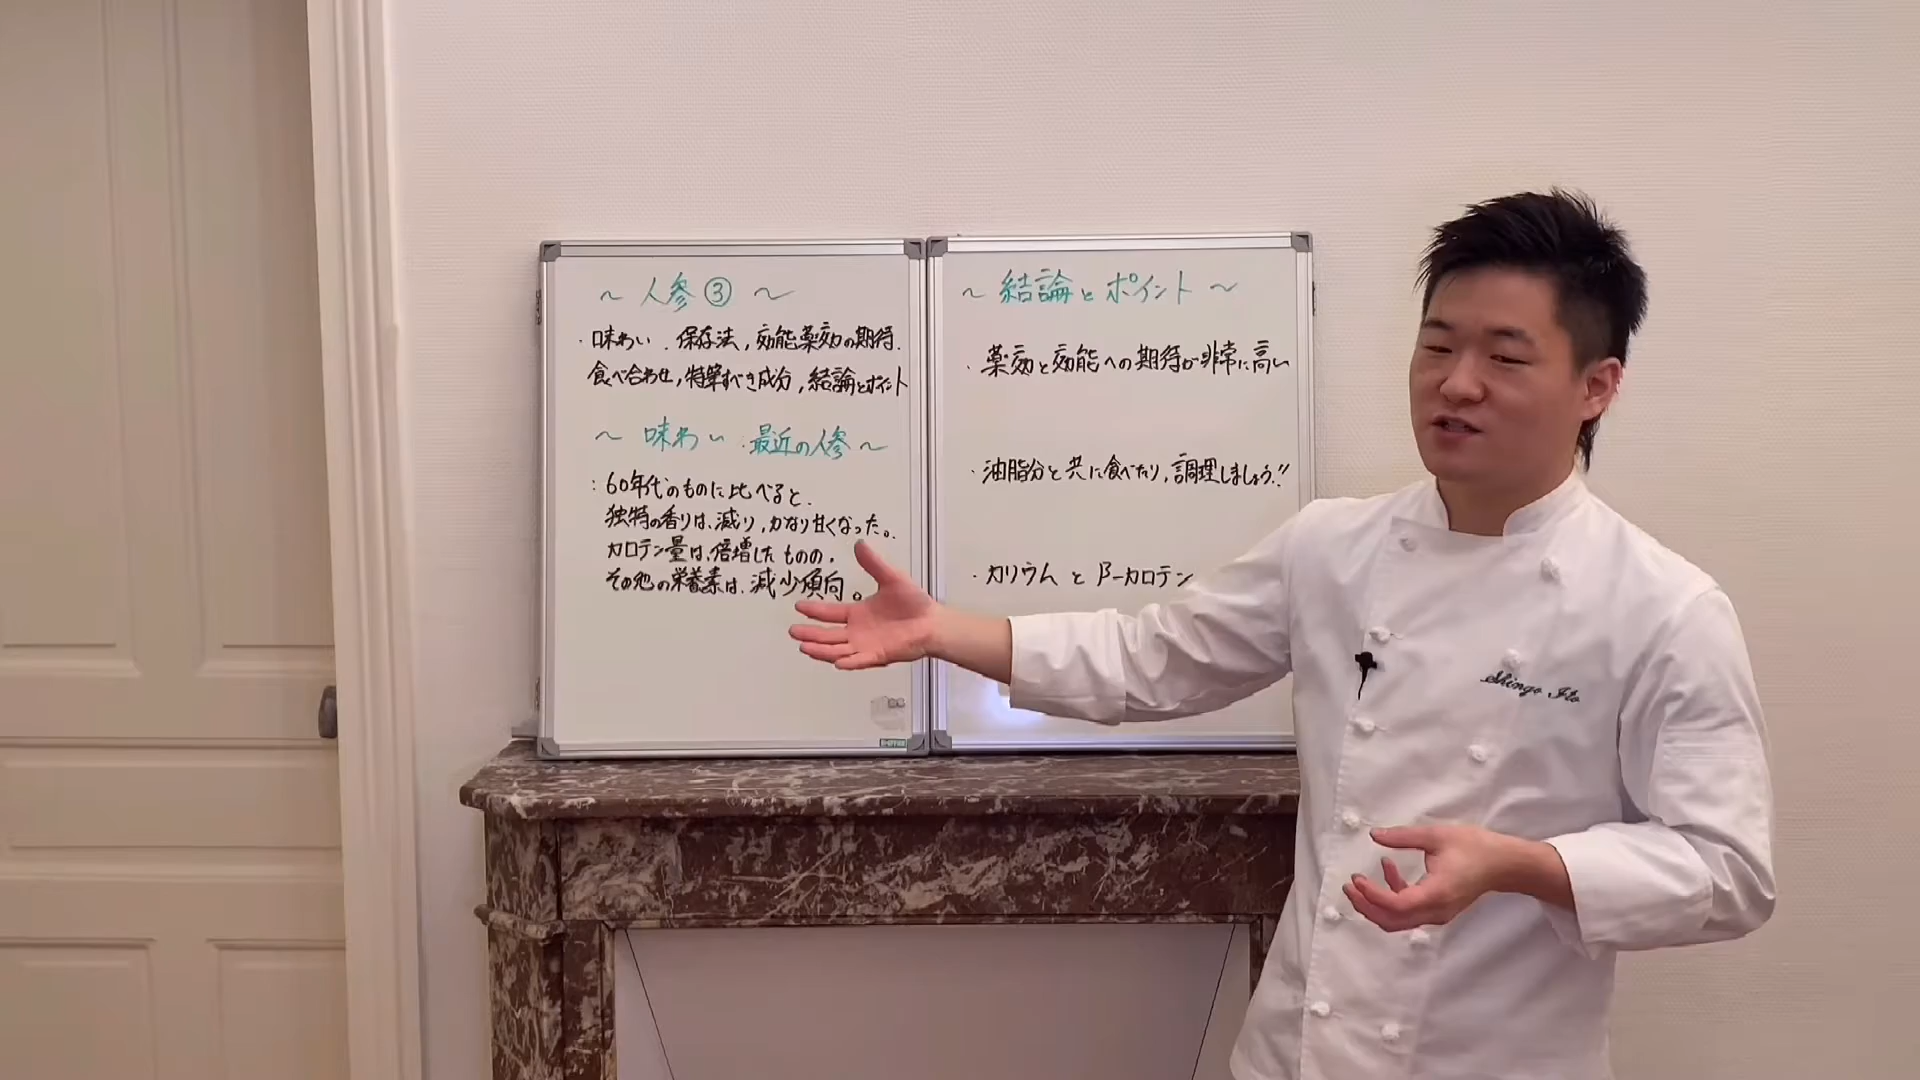 ~ 人参③ ~
・味わい、保存法、効能薬効の期待、
食べ合わせ、特筆すべき成分、結論とポイント
~ 味わい・最近の人参 ~
：60年代のものに比べると、
独特の香りは、減り、かなり甘くなった。
カロテン量は、倍増したものの、
その他の栄養素は、減少傾向。
~ 結論とポイント ~
・薬効と効能への期待が非常に高い
・油脂分と共に食べたり、調理しましょう!!
・カリウムとβ-カロテン
Shingo Ito